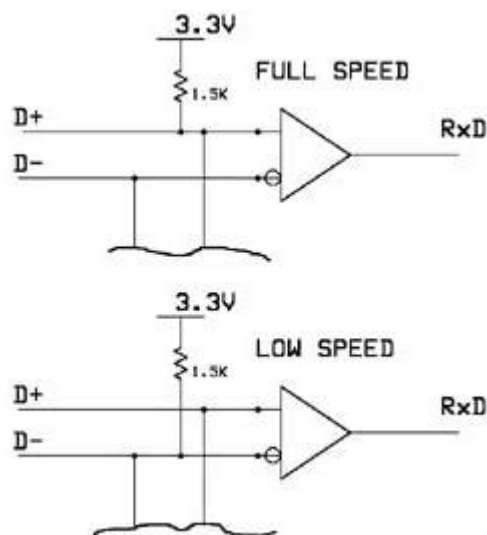 3.3V
FULL SPEED
1.5K
D+
RxD
D-
3.3V
LOW SPEED
1.5K
D+
RxD
D-